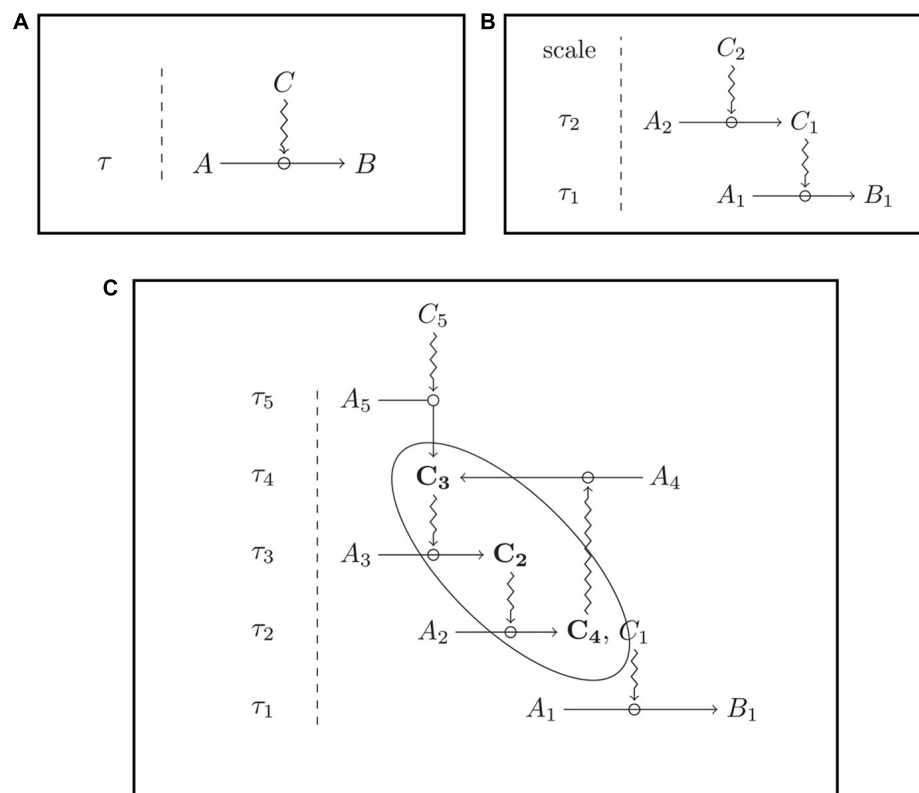 A
C
τ A B
B
scale C₂
τ₂ A₂ C₁
τ₁ A₁ B₁
C
C₅
τ₅ A₅
τ₄ C₃ A₄
τ₃ A₃ C₂
τ₂ A₂ C₄, C₁
τ₁ A₁ B₁